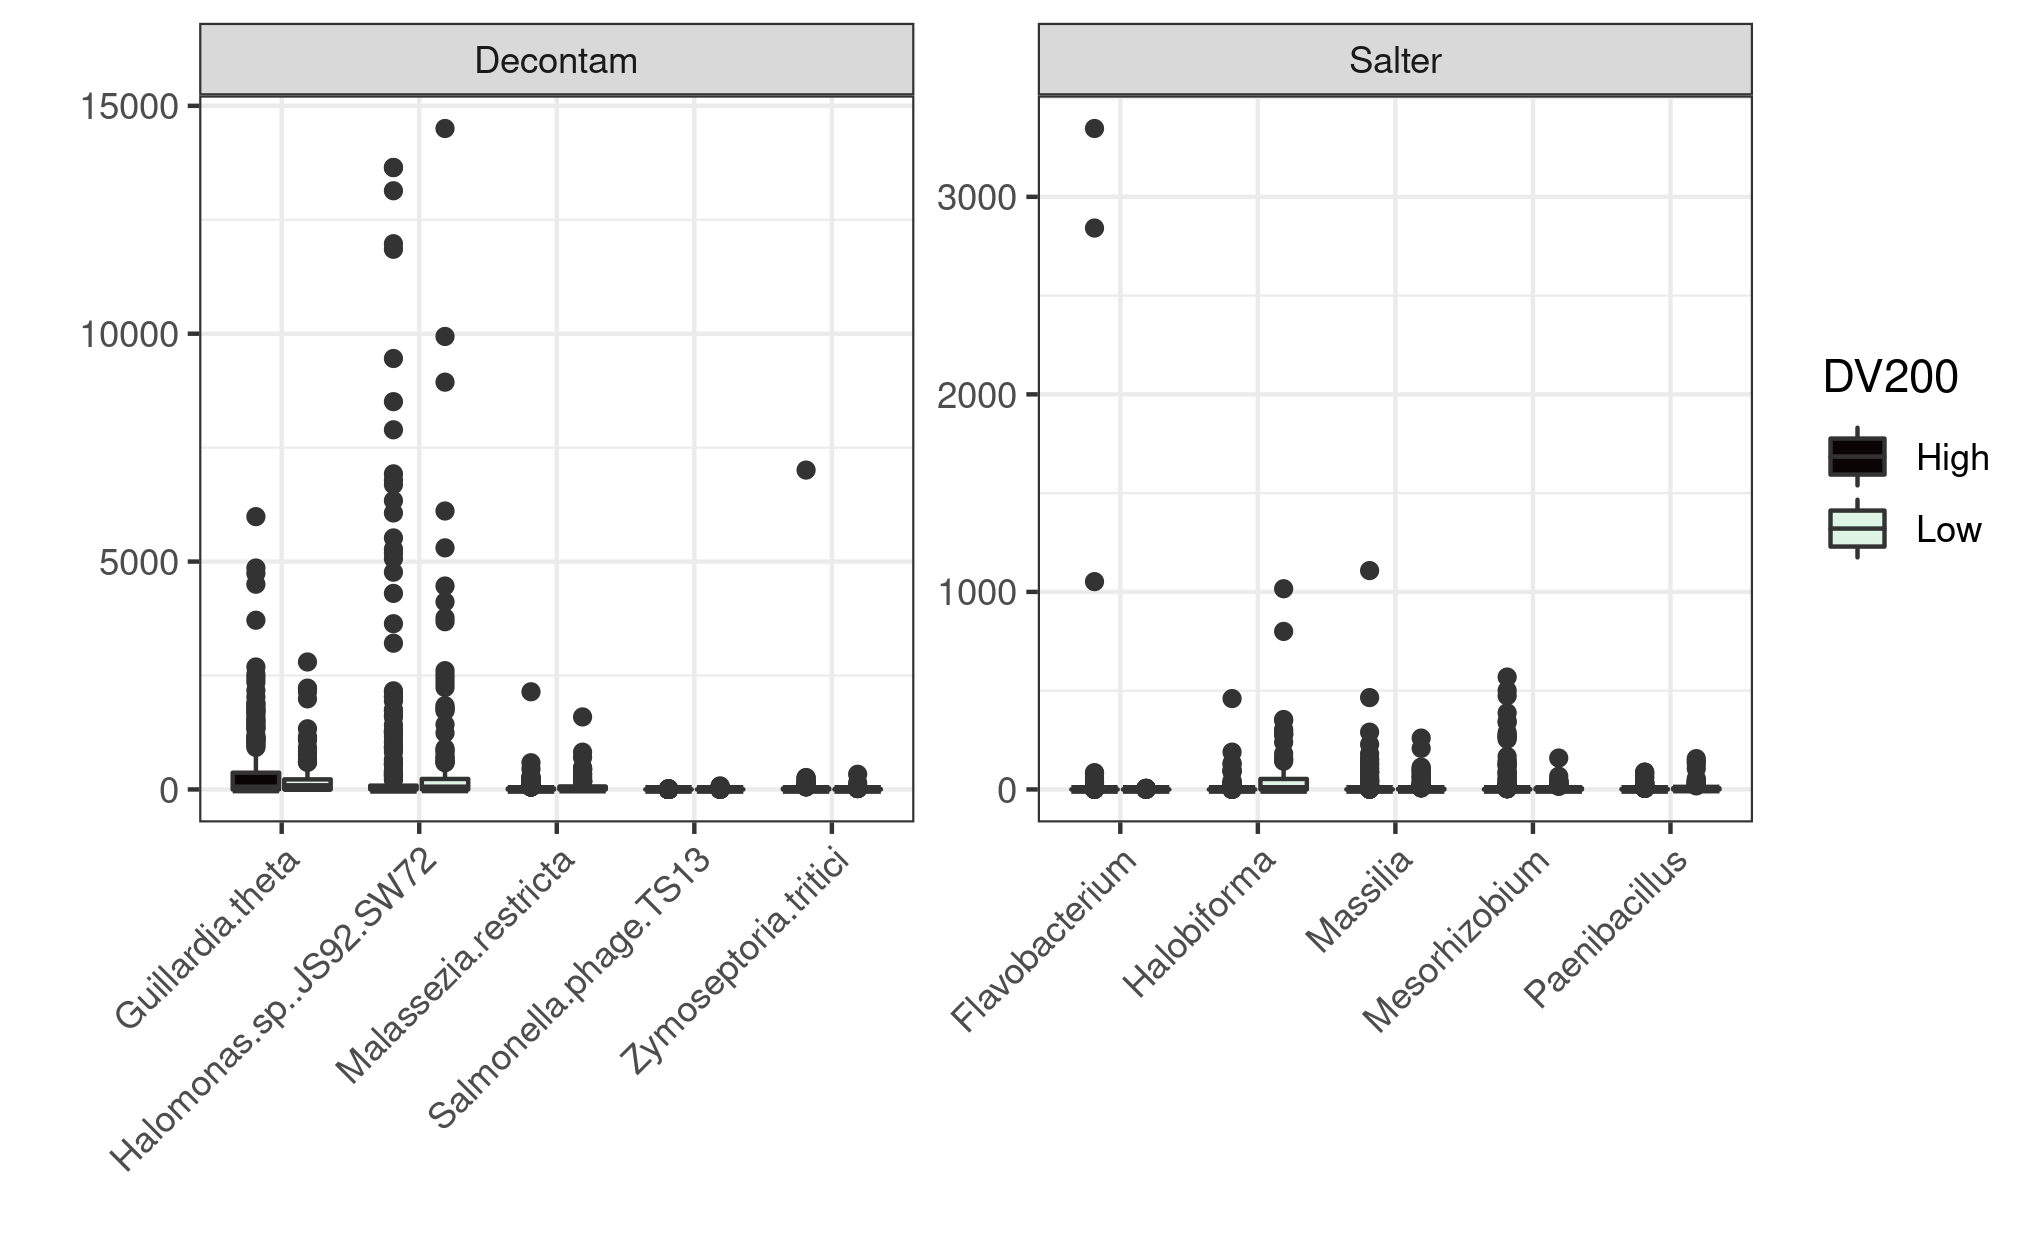 Decontam
Salter
15000
10000
5000
0
3000
2000
1000
0
Guillardia.theta
Halomonas.sp..JS92.SW72
Malassezia.restricta
Salmonella.phage.TS13
Zymoseptoria.tritici
Flavobacterium
Halobiforma
Massilia
Mesorhizobium
Paenibacillus
DV200
High
Low